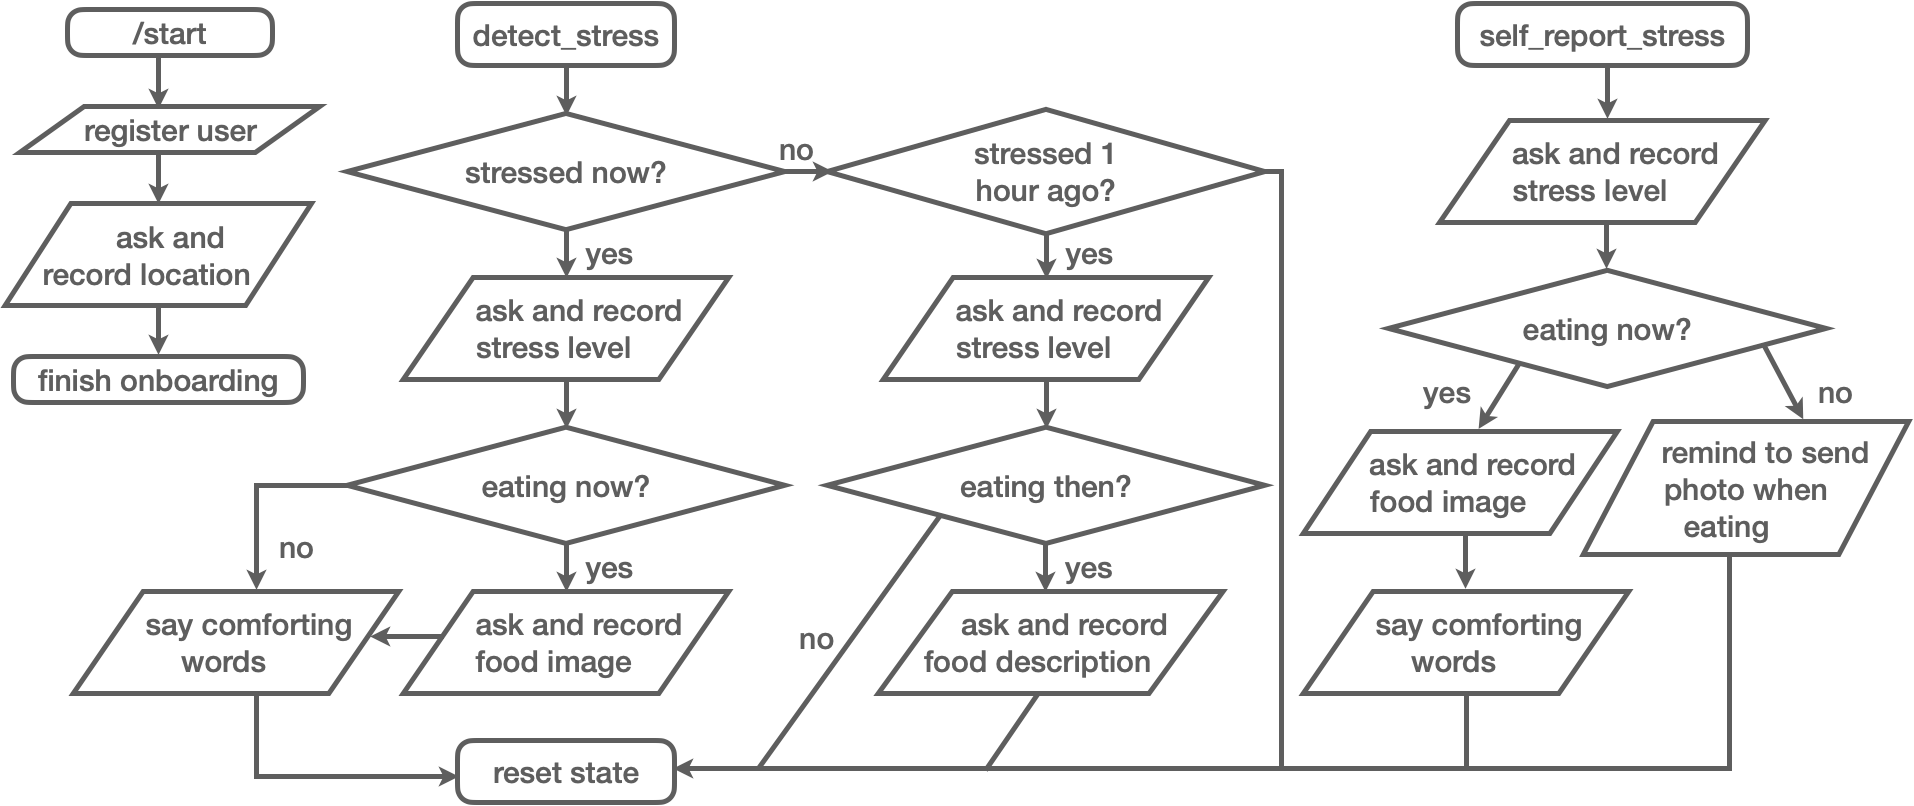 /start
register user
ask and
record location
finish onboarding
detect_stress
stressed now?
no
stressed 1
hour ago?
yes
ask and record
stress level
yes
ask and record
stress level
eating now?
no
yes
say comforting
words
ask and record
food image
eating then?
no
yes
ask and record
food description
reset state
self_report_stress
ask and record
stress level
eating now?
yes
no
ask and record
food image
remind to send
photo when
eating
say comforting
words